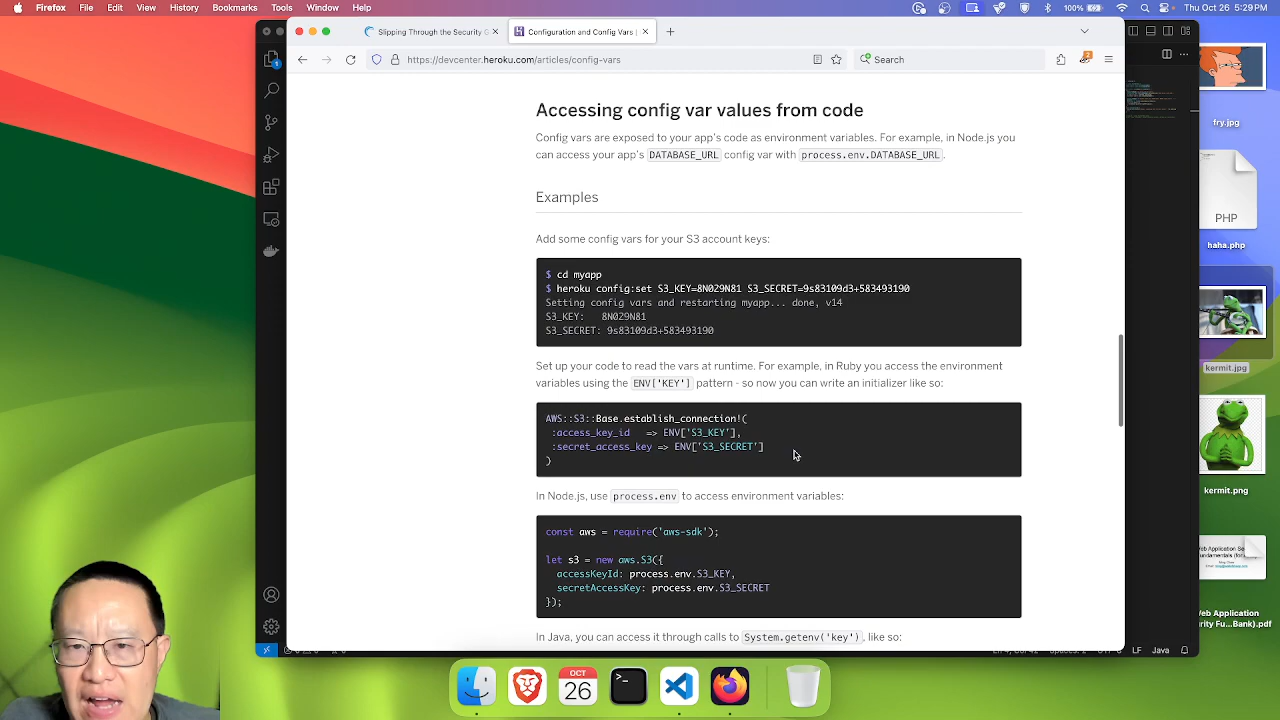 Firefox File Edit View History Bookmarks Tools Window Help
100%
Slipping Through the Security G
Configuration and Config Vars |
https://devcenter.heroku.com/articles/config-vars
Search
2
1
Accessing config var values from code
Config vars are exposed to your app's code as environment variables. For example, in Node.js you
can access your app's DATABASE_URL config var with process.env.DATABASE_URL.
Examples
Add some config vars for your S3 account keys:
$ cd myapp
$ heroku config:set S3_KEY=8N029N81 S3_SECRET=9s83109d3+583493190
Setting config vars and restarting myapp... done, v14
S3_KEY: 8N029N81
S3_SECRET: 9s83109d3+583493190
Set up your code to read the vars at runtime. For example, in Ruby you access the environment
variables using the ENV['KEY'] pattern - so now you can write an initializer like so:
AWS::S3::Base.establish_connection!(
:access_key_id => ENV['S3_KEY'],
:secret_access_key => ENV['S3_SECRET']
)
In Node.js, use process.env to access environment variables:
const aws = require('aws-sdk');
let s3 = new aws.S3({
accessKeyId: process.env.S3_KEY,
secretAccessKey: process.env.S3_SECRET
});
In Java, you can access it through calls to System.getenv('key'), like so:
LF Java
fry.jpg
PHP
haha.php
kermit.jpg
kermit.png
Web Application
Security Fu...Bank).pdf
OCT
26